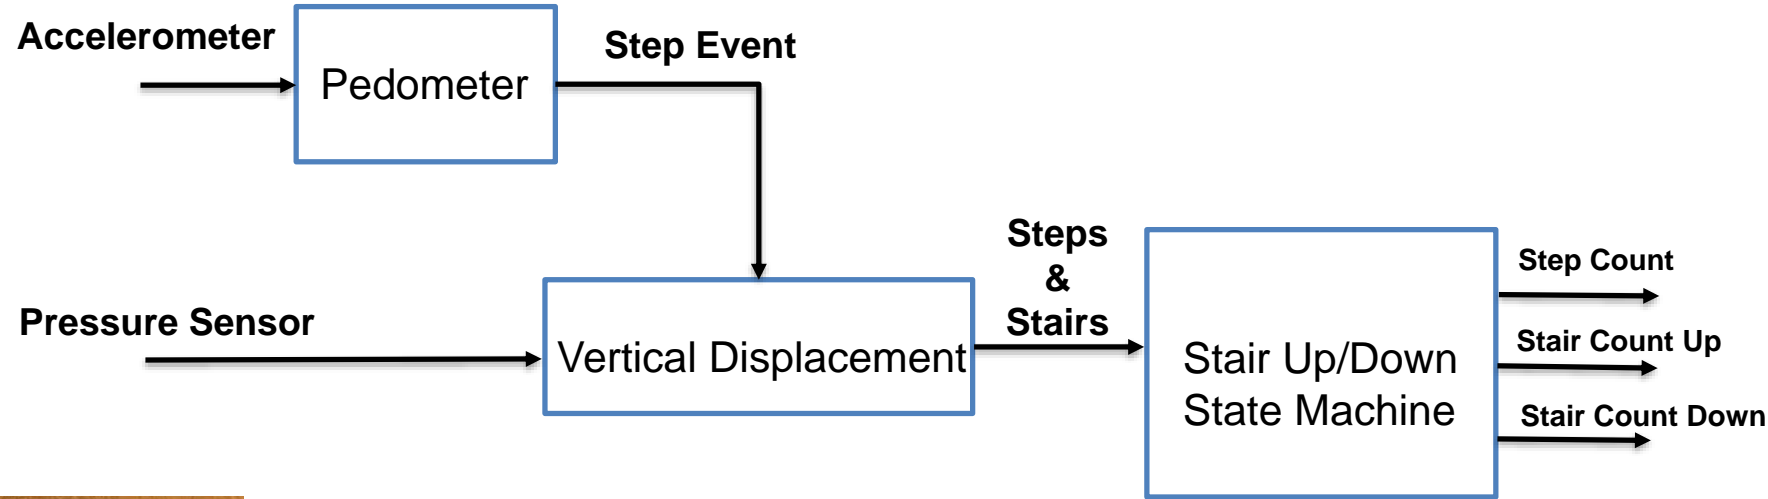 Accelerometer
Pedometer
Step Event
Pressure Sensor
Vertical Displacement
Steps
&
Stairs
Stair Up/Down
State Machine
Step Count
Stair Count Up
Stair Count Down